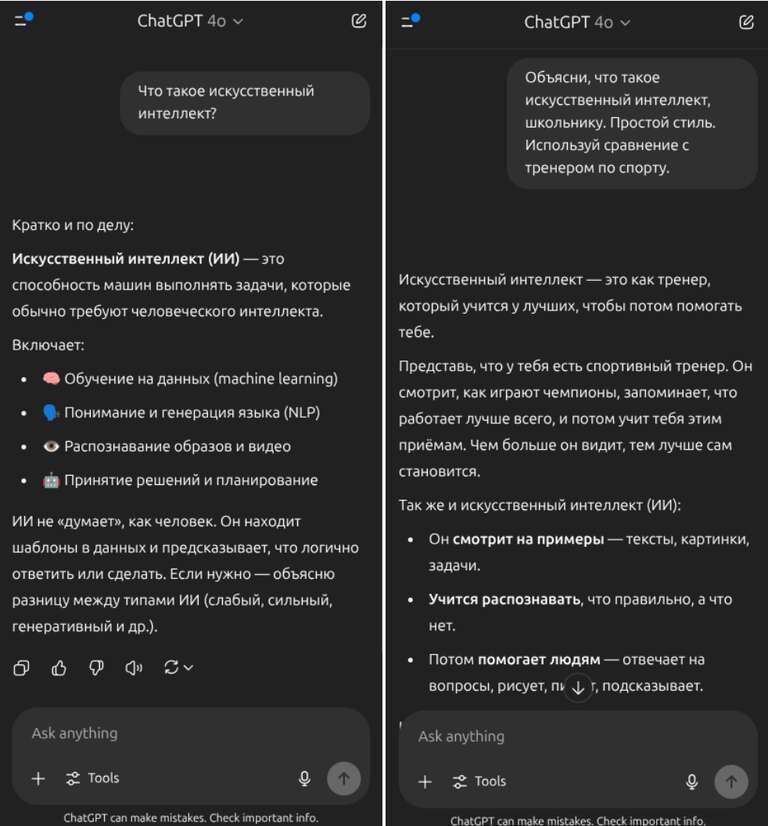 ChatGPT 4o
Что такое искусственный
интеллект?
Кратко и по делу:
Искусственный интеллект (ИИ) — это
способность машин выполнять задачи, которые
обычно требуют человеческого интеллекта.
Включает:
• 🧠 Обучение на данных (machine learning)
• 🗣️ Понимание и генерация языка (NLP)
• 👁️ Распознавание образов и видео
• 🤖 Принятие решений и планирование
ИИ не «думает», как человек. Он находит
шаблоны в данных и предсказывает, что логично
ответить или сделать. Если нужно — объясню
разницу между типами ИИ (слабый, сильный,
генеративный и др.).
Ask anything
Tools
ChatGPT can make mistakes. Check important info.
ChatGPT 4o
Объясни, что такое
искусственный интеллект,
школьнику. Простой стиль.
Используй сравнение с
тренером по спорту.
Искусственный интеллект — это как тренер,
который учится у лучших, чтобы потом помогать
тебе.
Представь, что у тебя есть спортивный тренер. Он
смотрит, как играют чемпионы, запоминает, что
работает лучше всего, и потом учит тебя этим
приёмам. Чем больше он видит, тем лучше сам
становится.
Так же и искусственный интеллект (ИИ):
• Он смотрит на примеры — тексты, картинки,
задачи.
• Учится распознавать, что правильно, а что
нет.
• Потом помогает людям — отвечает на
вопросы, рисует, подсказывает.
Ask anything
Tools
ChatGPT can make mistakes. Check important info.